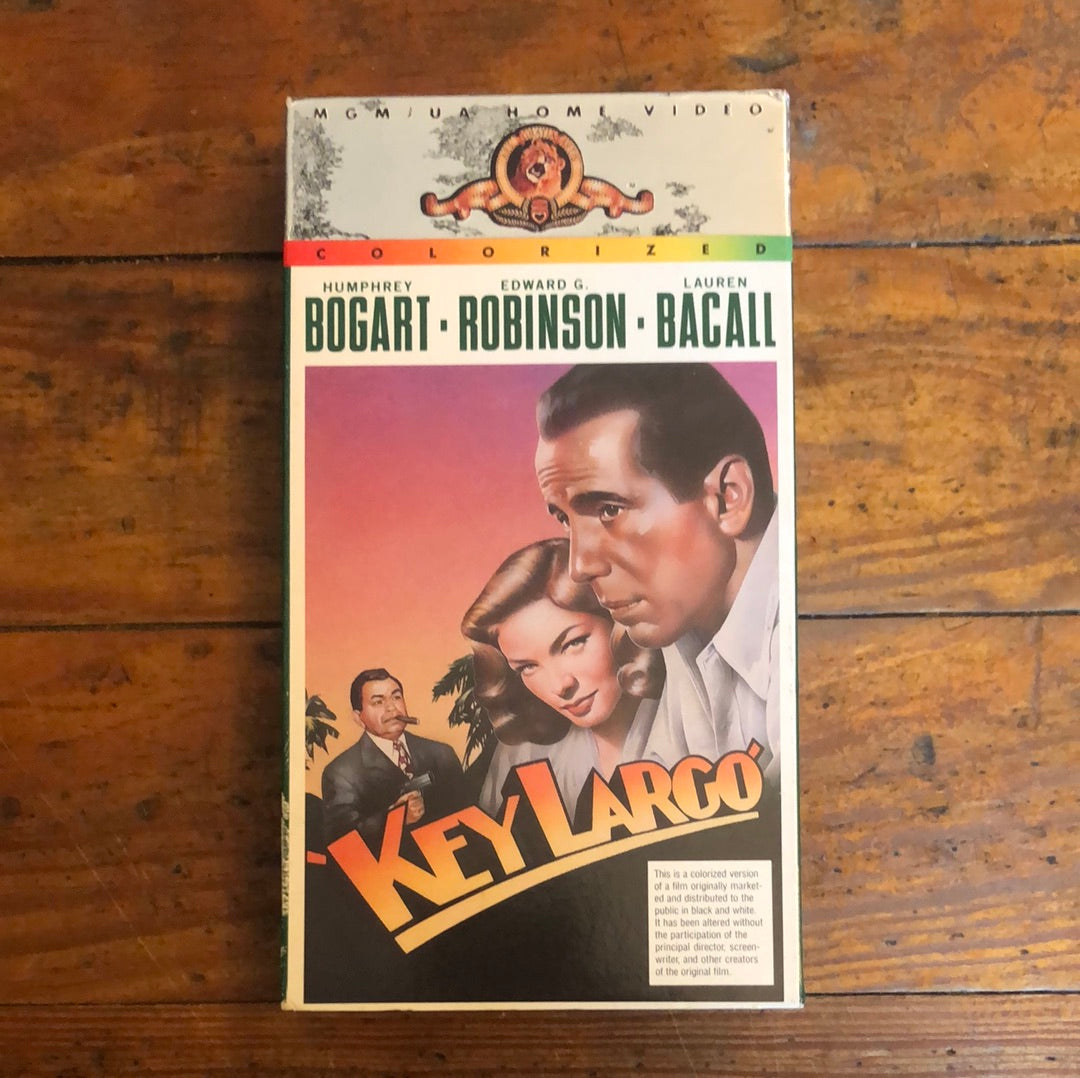 MGM/UA HOME VIDEO
COLORIZED
HUMPHREY EDWARD G. LAUREN
BOGART · ROBINSON · BACALL
'KEY LARGO'
This is a colorized version
of a film originally market-
ed and distributed to the
public in black and white.
It has been altered without
the participation of the
principal director, screen-
writer, and other creators
of the original film.